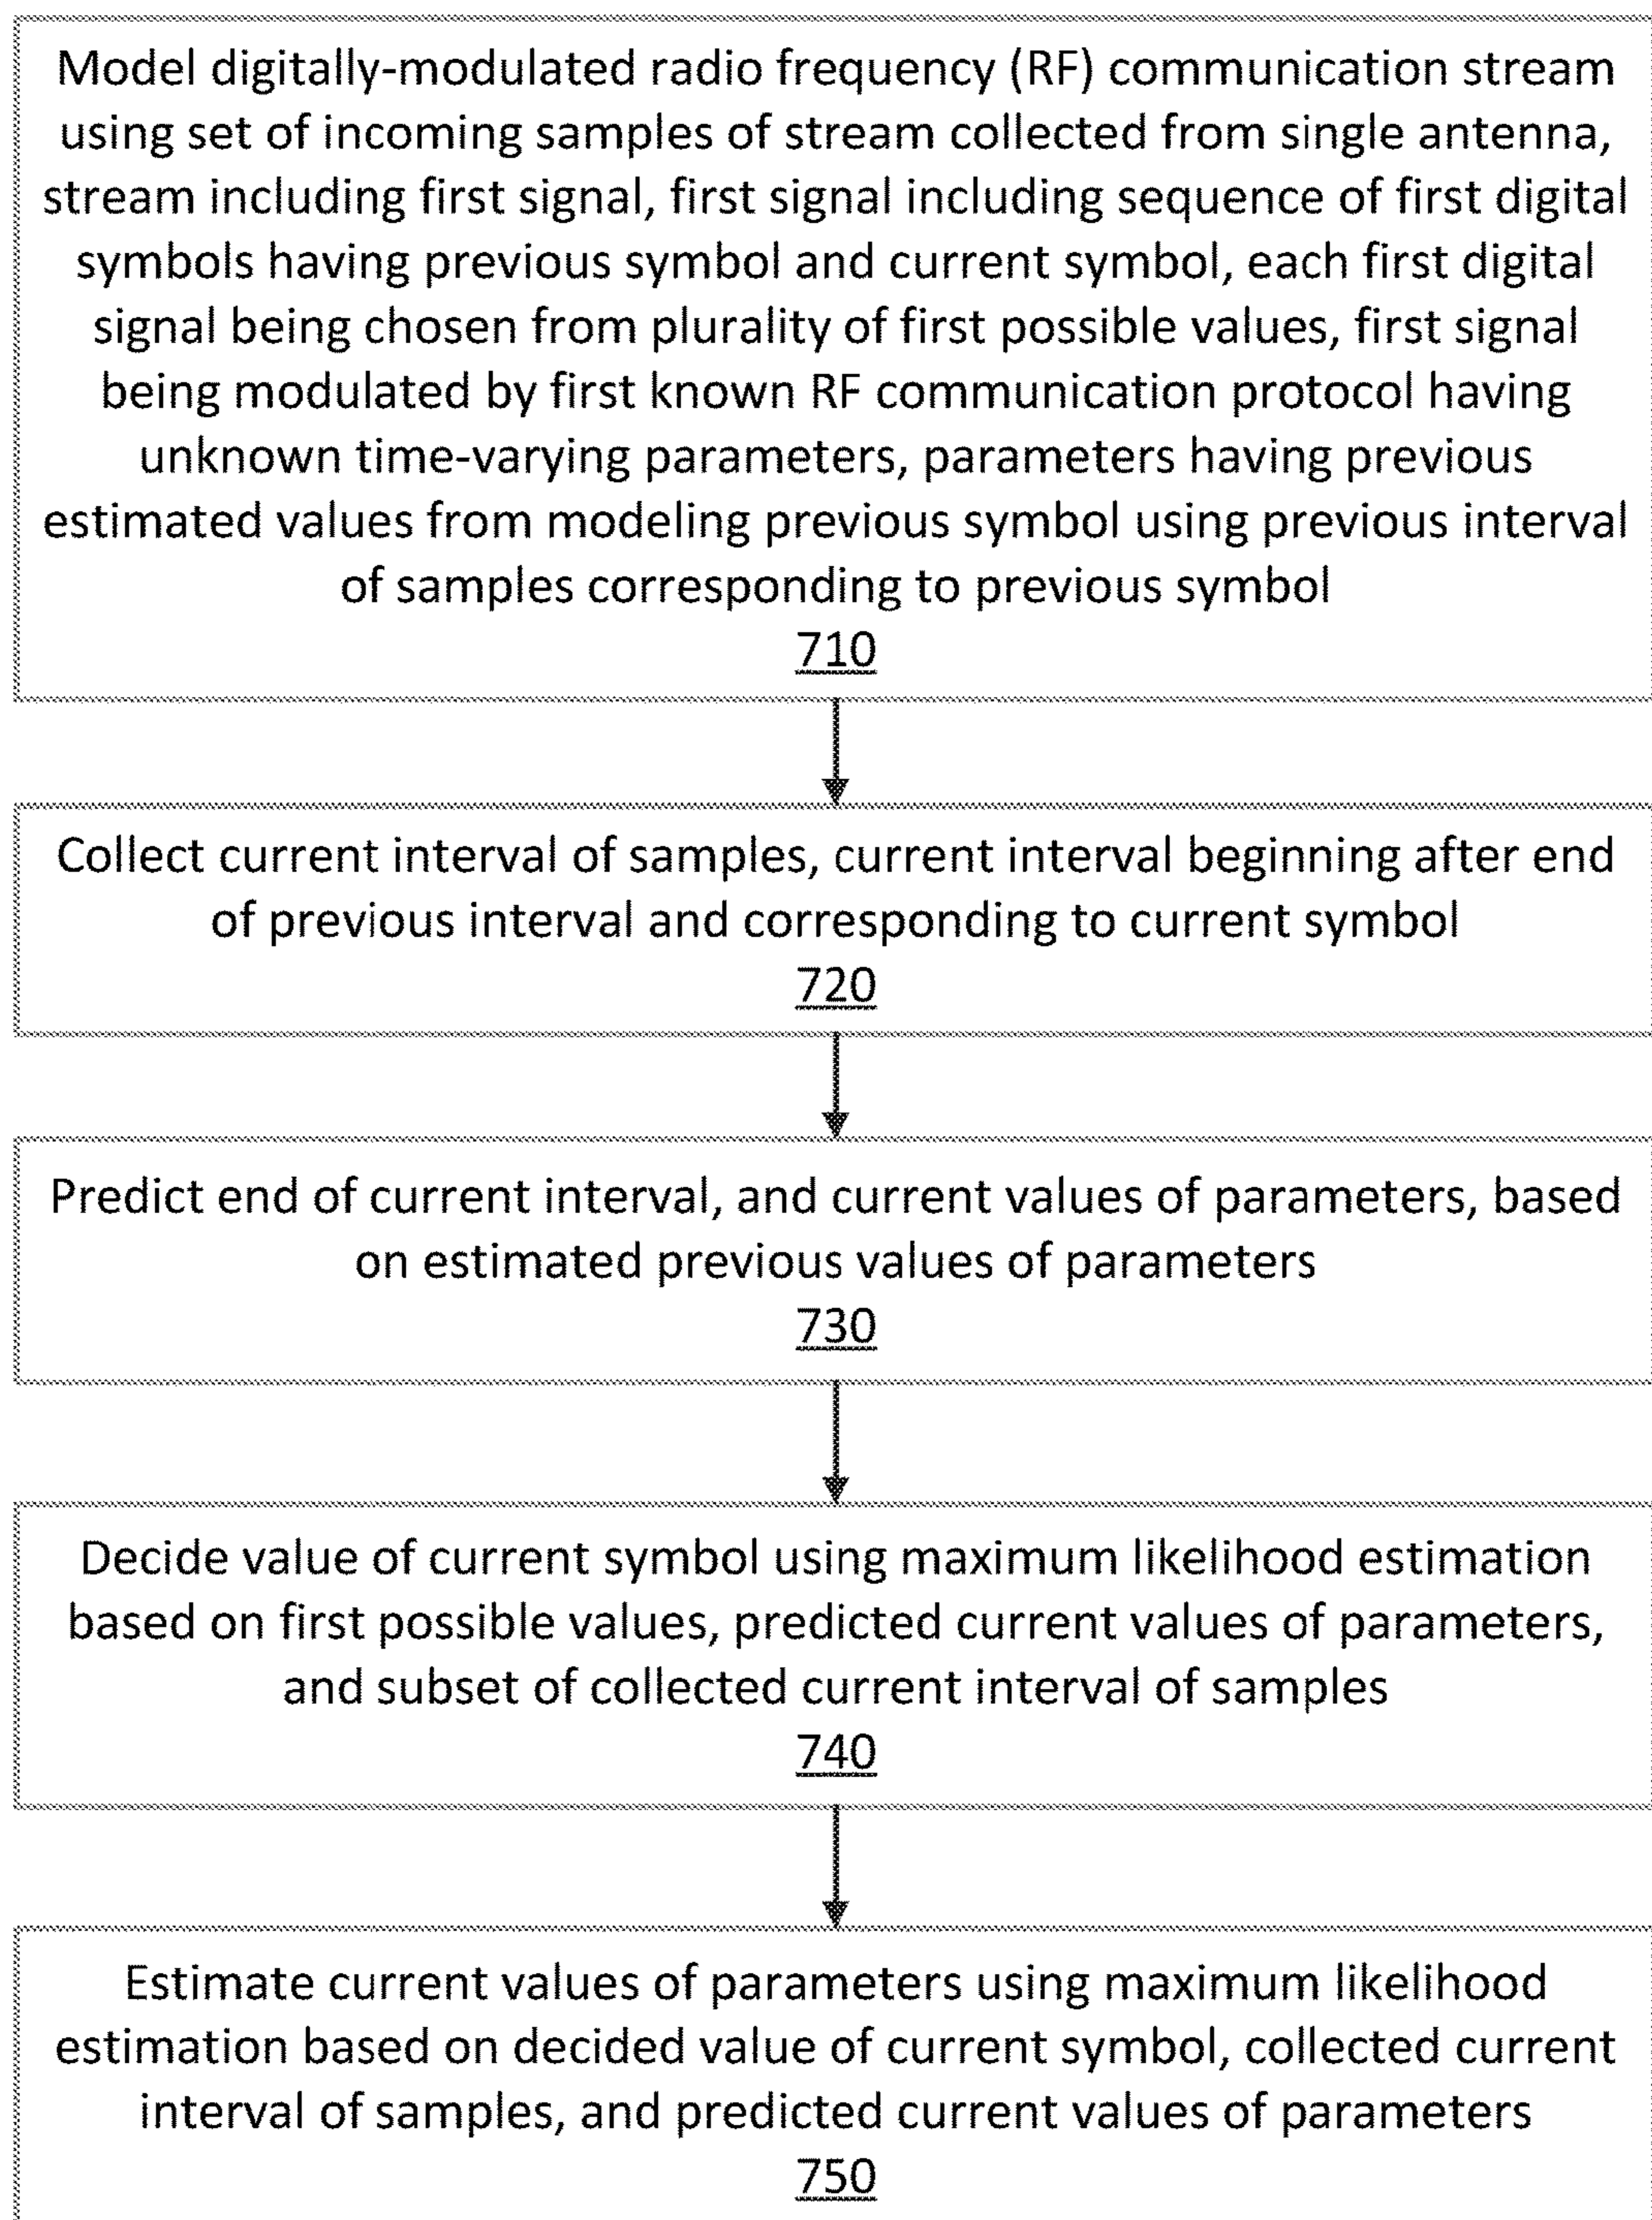 Model digitally-modulated radio frequency (RF) communication stream
using set of incoming samples of stream collected from single antenna,
stream including first signal, first signal including sequence of first digital
symbols having previous symbol and current symbol, each first digital
signal being chosen from plurality of first possible values, first signal
being modulated by first known RF communication protocol having
unknown time-varying parameters, parameters having previous
estimated values from modeling previous symbol using previous interval
of samples corresponding to previous symbol
710
Collect current interval of samples, current interval beginning after end
of previous interval and corresponding to current symbol
720
Predict end of current interval, and current values of parameters, based
on estimated previous values of parameters
730
Decide value of current symbol using maximum likelihood estimation
based on first possible values, predicted current values of parameters,
and subset of collected current interval of samples
740
Estimate current values of parameters using maximum likelihood
estimation based on decided value of current symbol, collected current
interval of samples, and predicted current values of parameters
750